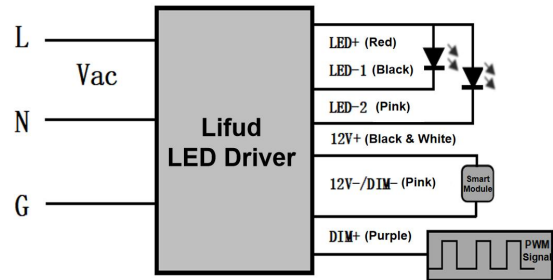 L
Vac
N
G
Lifud
LED Driver
LED+ (Red)
LED-1 (Black)
LED-2 (Pink)
12V+ (Black & White)
12V-/DIM- (Pink)
DIM+ (Purple)
Smart
Module
PWM
Signal